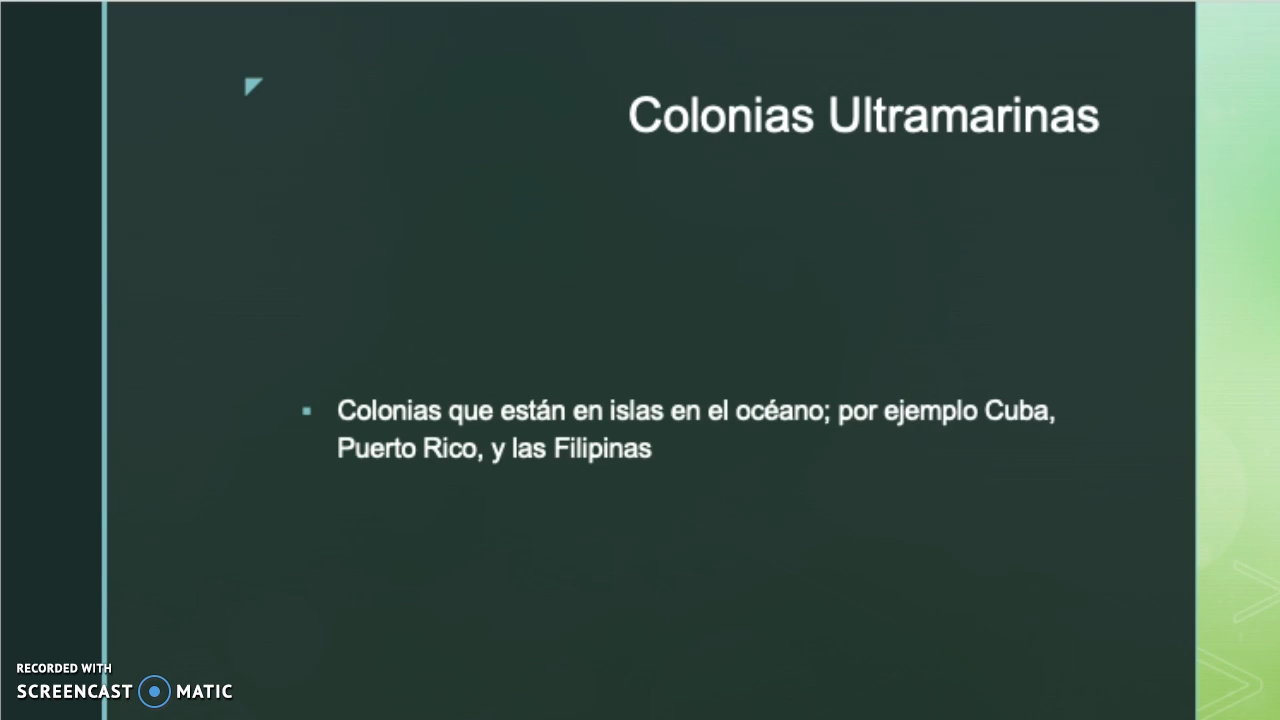 Colonias Ultramarinas
Colonias que están en islas en el océano; por ejemplo Cuba,
Puerto Rico, y las Filipinas
RECORDED WITH
SCREENCAST MATIC